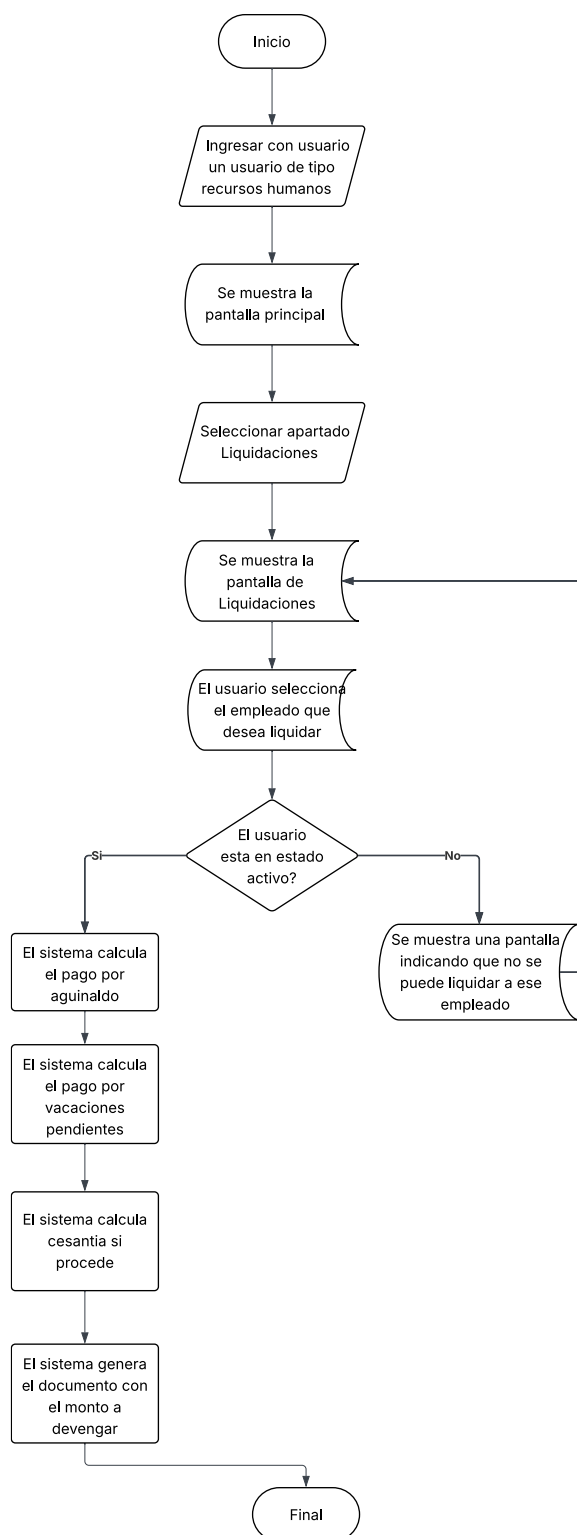 Inicio
Ingresar con usuario
un usuario de tipo
recursos humanos
Se muestra la
pantalla principal
Seleccionar apartado
Liquidaciones
Se muestra la
pantalla de
Liquidaciones
El usuario selecciona
el empleado que
desea liquidar
El usuario
esta en estado
activo?
Si
No
El sistema calcula
el pago por
aguinaldo
Se muestra una pantalla
indicando que no se
puede liquidar a ese
empleado
El sistema calcula
el pago por
vacaciones
pendientes
El sistema calcula
cesantia si
procede
El sistema genera
el documento con
el monto a
devengar
Final